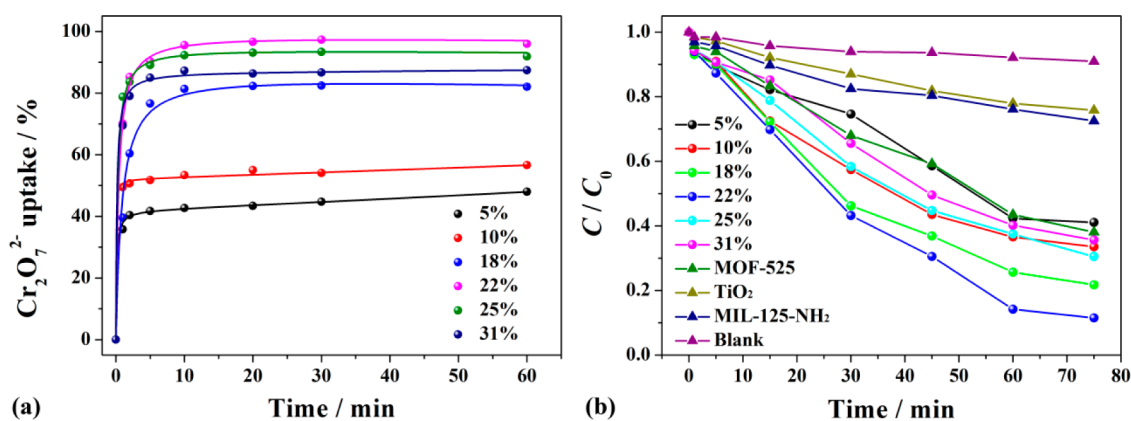 100
80
60
40
20
0
Cr₂O₇²⁻ uptake / %
5%
10%
18%
22%
25%
31%
0 10 20 30 40 50 60
Time / min
(a)
1.0
0.8
0.6
0.4
0.2
0.0
C / C₀
5%
10%
18%
22%
25%
31%
MOF-525
TiO₂
MIL-125-NH₂
Blank
0 10 20 30 40 50 60 70 80
Time / min
(b)